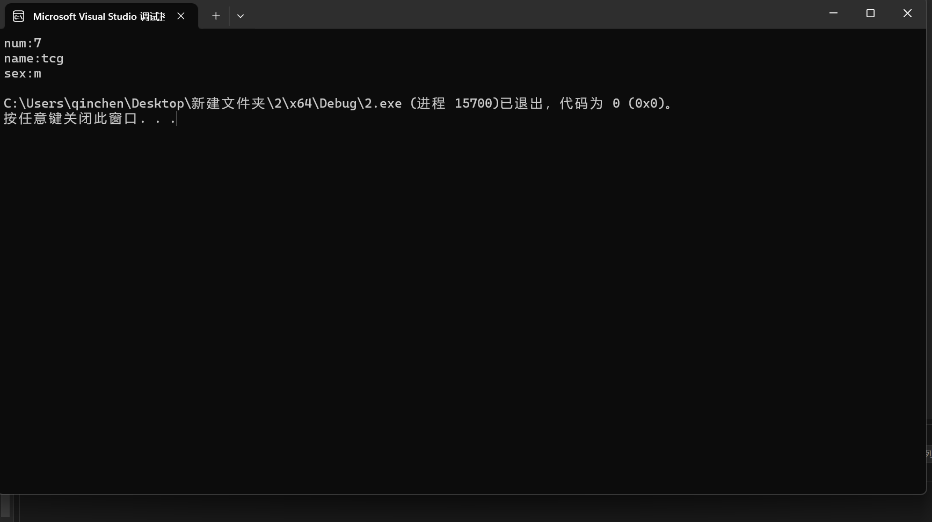 Microsoft Visual Studio 调试
num:7
name:tcg
sex:m
C:\Users\qinchen\Desktop\新建文件夹\2\x64\Debug\2.exe (进程 15700)已退出，代码为 0 (0x0)。
按任意键关闭此窗口. . .